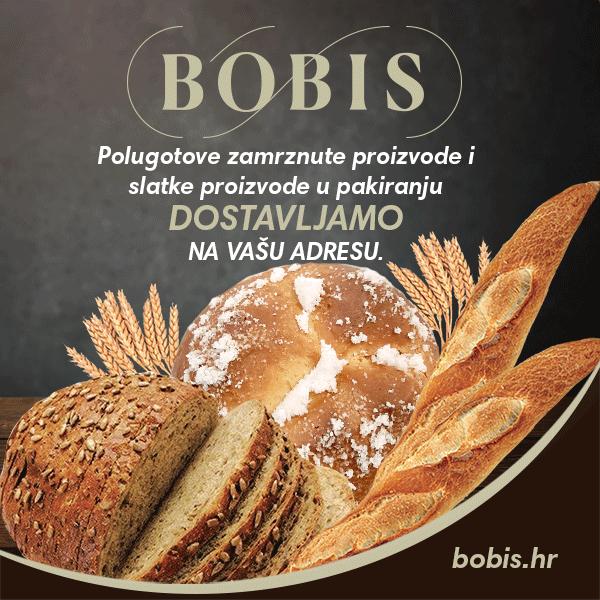 BOBIS
Polugotove zamrznute proizvode i
slatke proizvode u pakiranju
DOSTAVLJAMO
NA VAŠU ADRESU.
bobis.hr